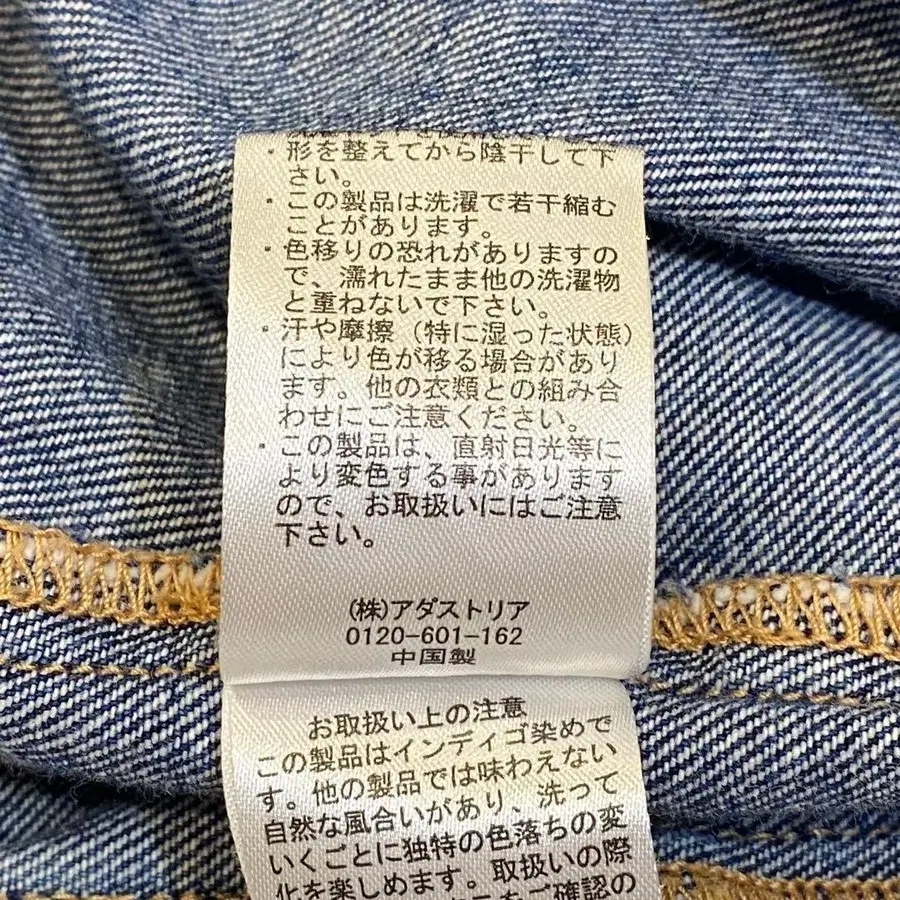 ・形を整えてから陰干しして下
さい。
・この製品は洗濯で若干縮む
ことがあります。
・色移りの恐れがありますの
で、濡れたまま他の洗濯物
と重ねないで下さい。
・汗や摩擦（特に湿った状態）
により色が移る場合があり
ます。他の衣類との組み合
わせにご注意ください。
・この製品は、直射日光等に
より変色する事があります
ので、お取扱いにはご注意
下さい。
(株)アダストリア
0120-601-162
中国製
お取扱い上の注意
この製品はインディゴ染めで
す。他の製品では味わえない
自然な風合いがあり、洗って
いくごとに独特の色落ちの変
化を楽しめます。取扱いの際
をご確認の